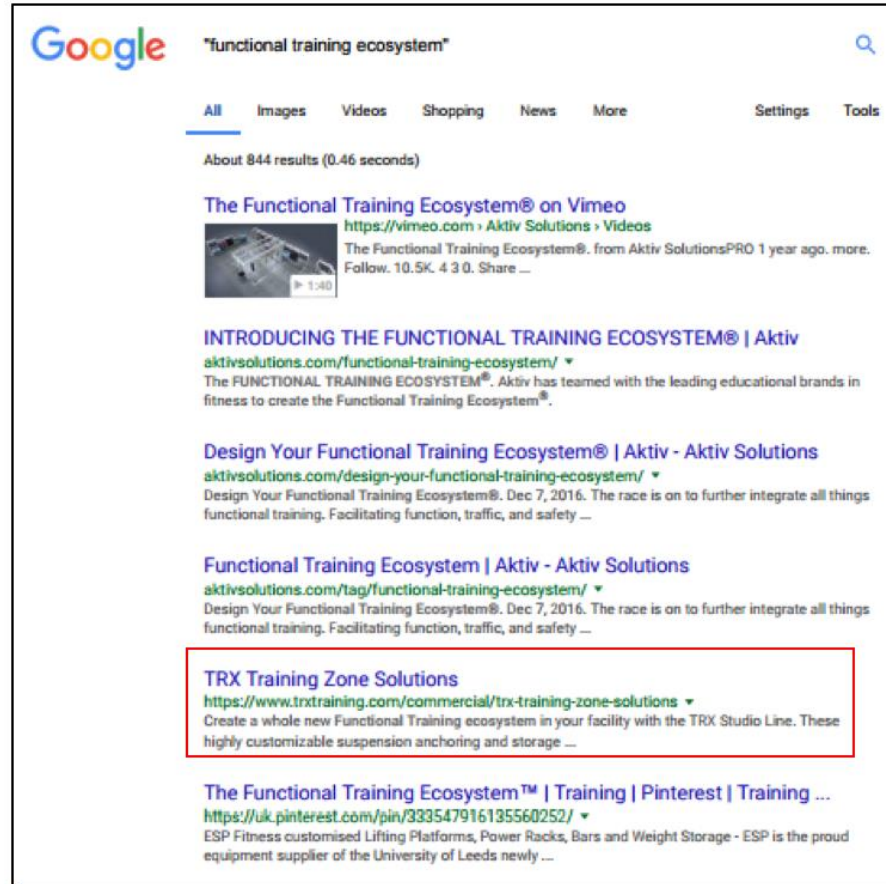 Google "functional training ecosystem"
All Images Videos Shopping News More Settings Tools
About 844 results (0.46 seconds)
The Functional Training Ecosystem® on Vimeo
https://vimeo.com › Aktiv Solutions › Videos
The Functional Training Ecosystem®. from Aktiv SolutionsPRO 1 year ago. more.
Follow. 10.5K. 4 3 0. Share ...
▶ 1:40
INTRODUCING THE FUNCTIONAL TRAINING ECOSYSTEM® | Aktiv
aktivsolutions.com/functional-training-ecosystem/ ▼
The FUNCTIONAL TRAINING ECOSYSTEM®. Aktiv has teamed with the leading educational brands in
fitness to create the Functional Training Ecosystem®.
Design Your Functional Training Ecosystem® | Aktiv - Aktiv Solutions
aktivsolutions.com/design-your-functional-training-ecosystem/ ▼
Design Your Functional Training Ecosystem®. Dec 7, 2016. The race is on to further integrate all things
functional training. Facilitating function, traffic, and safety ...
Functional Training Ecosystem | Aktiv - Aktiv Solutions
aktivsolutions.com/tag/functional-training-ecosystem/ ▼
Design Your Functional Training Ecosystem®. Dec 7, 2016. The race is on to further integrate all things
functional training. Facilitating function, traffic, and safety ...
TRX Training Zone Solutions
https://www.trxtraining.com/commercial/trx-training-zone-solutions ▼
Create a whole new Functional Training ecosystem in your facility with the TRX Studio Line. These
highly customizable suspension anchoring and storage ...
The Functional Training Ecosystem™ | Training | Pinterest | Training ...
https://uk.pinterest.com/pin/333547916135560252/ ▼
ESP Fitness customised Lifting Platforms, Power Racks, Bars and Weight Storage - ESP is the proud
equipment supplier of the University of Leeds newly ...